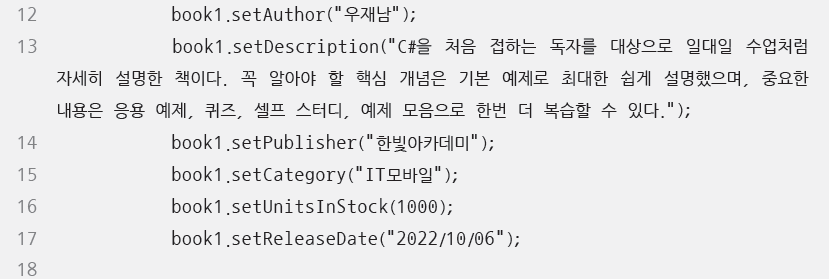 12 book1.setAuthor("우재남");
13 book1.setDescription("C#을 처음 접하는 독자를 대상으로 일대일 수업처럼
자세히 설명한 책이다. 꼭 알아야 할 핵심 개념은 기본 예제로 최대한 쉽게 설명했으며, 중요한
내용은 응용 예제, 퀴즈, 셀프 스터디, 예제 모음으로 한번 더 복습할 수 있다.");
14 book1.setPublisher("한빛아카데미");
15 book1.setCategory("IT모바일");
16 book1.setUnitsInStock(1000);
17 book1.setReleaseDate("2022/10/06");
18